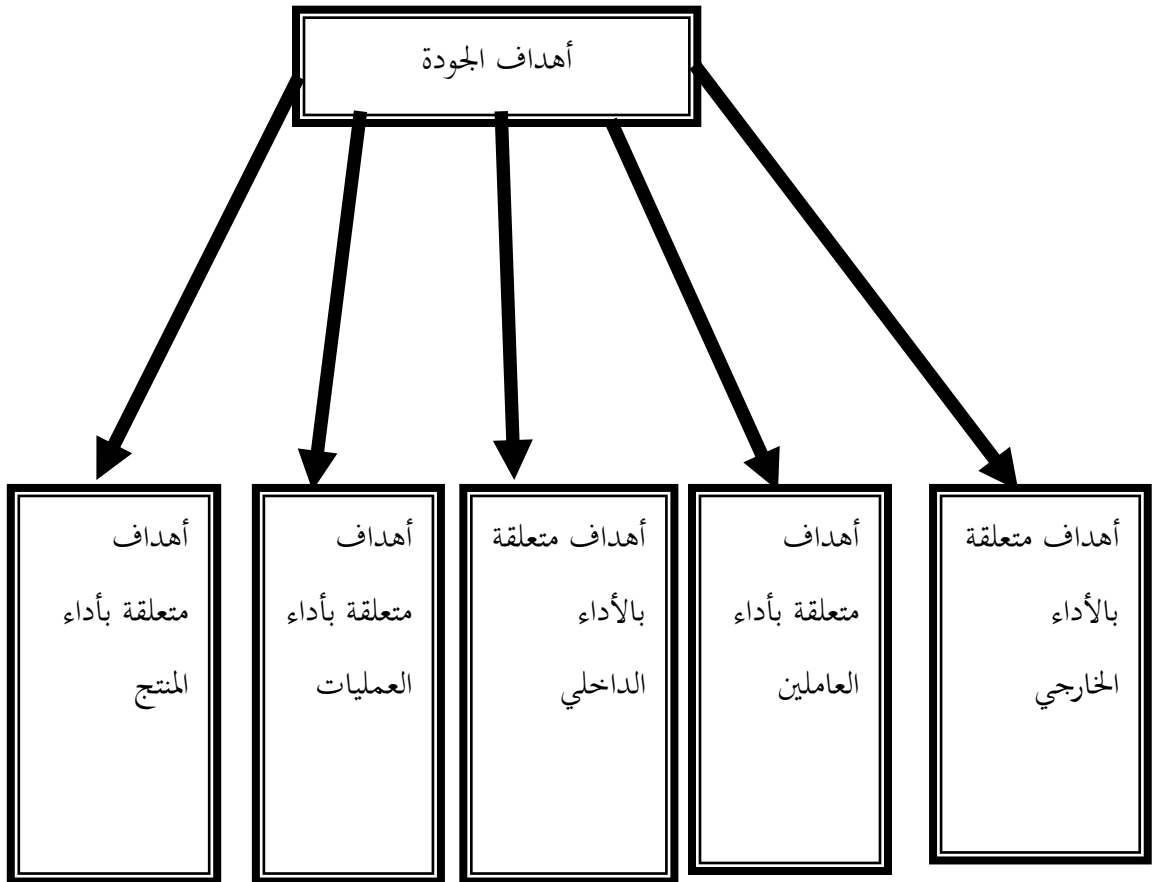 أهداف الجودة
أهداف متعلقة
بالأداء
الخارجي
أهداف
متعلقة بأداء
العاملين
أهداف متعلقة
بالأداء
الداخلي
أهداف
متعلقة بأداء
العمليات
أهداف
متعلقة بأداء
المنتج